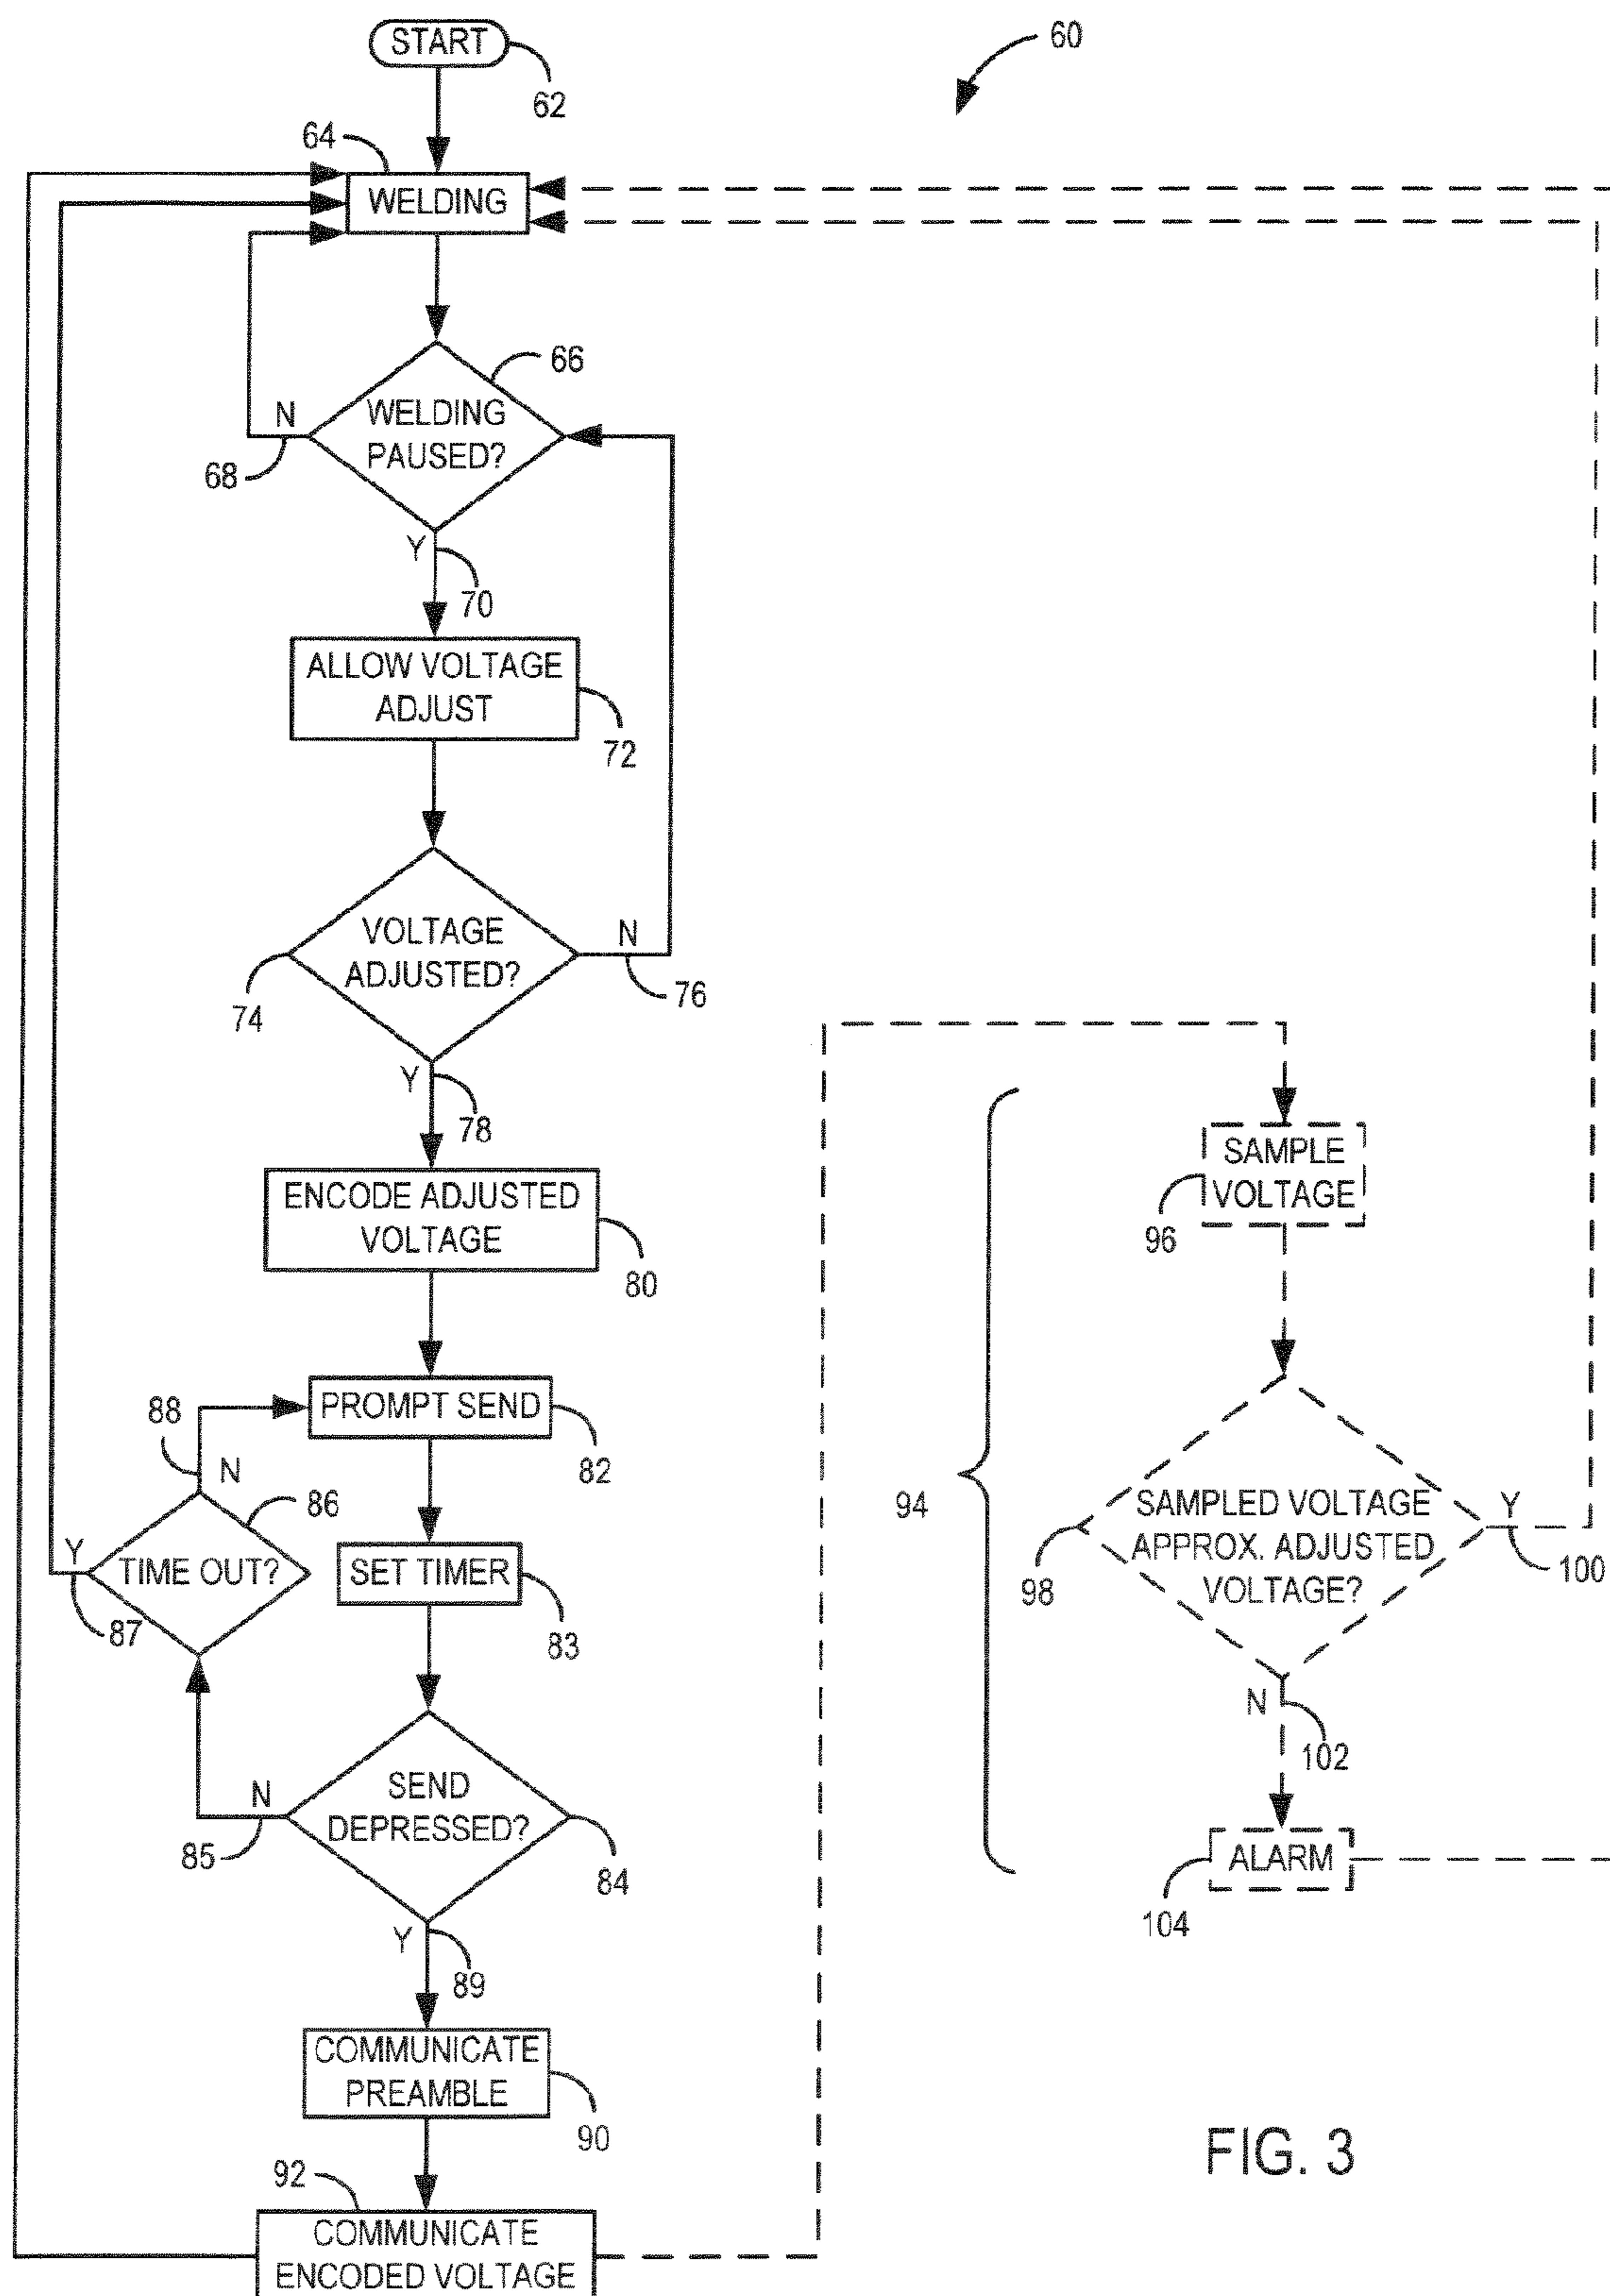 START
62
60
64
WELDING
66
WELDING
PAUSED?
N
68
Y
70
ALLOW VOLTAGE
ADJUST
72
VOLTAGE
ADJUSTED?
74
N
76
Y
78
ENCODE ADJUSTED
VOLTAGE
80
PROMPT SEND
82
88
N
86
TIME OUT?
Y
87
SET TIMER
83
SEND
DEPRESSED?
N
85
84
Y
89
COMMUNICATE
PREAMBLE
90
92
COMMUNICATE
ENCODED VOLTAGE
94
SAMPLE
VOLTAGE
96
SAMPLED VOLTAGE
APPROX. ADJUSTED
VOLTAGE?
98
Y
100
N
102
ALARM
104
FIG. 3